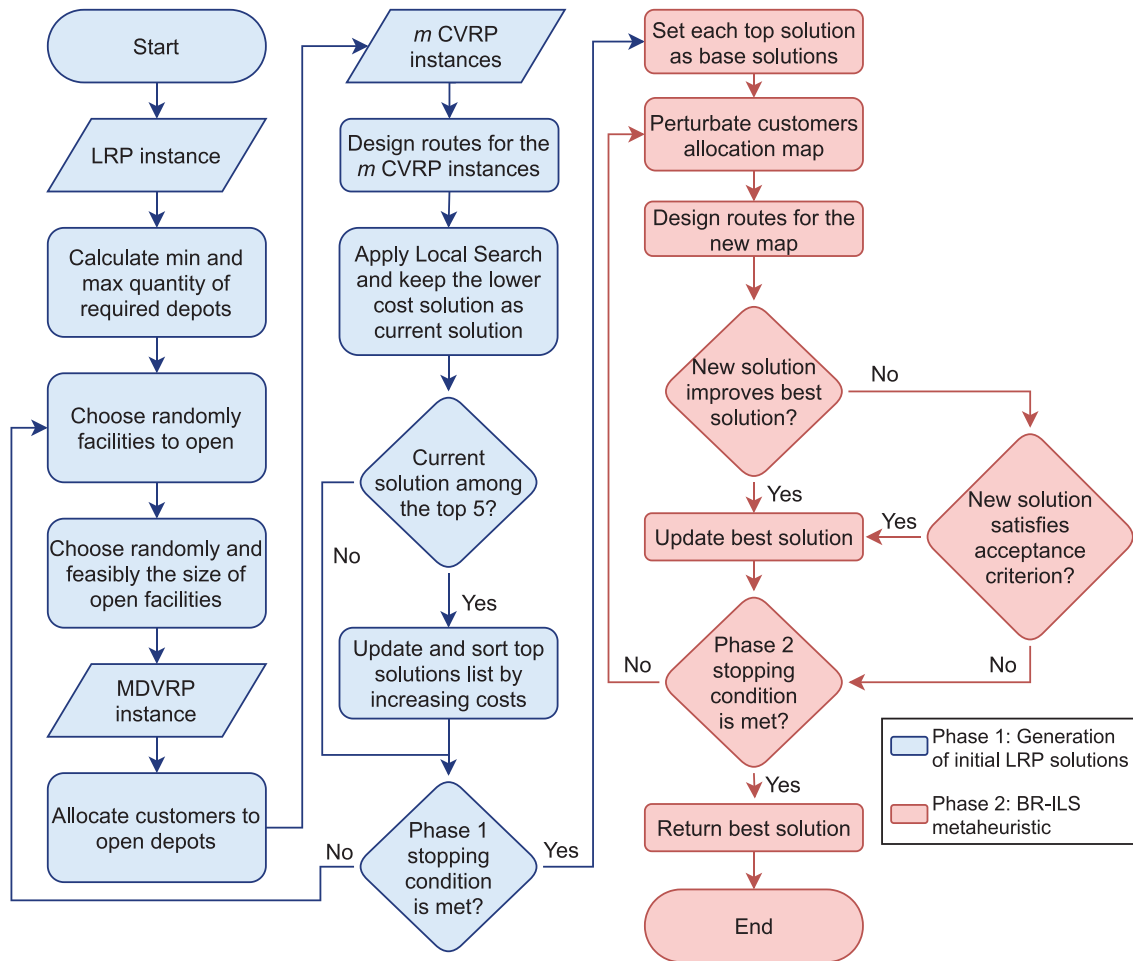 Start
LRP instance
Calculate min and
max quantity of
required depots
Choose randomly
facilities to open
Choose randomly and
feasibly the size of
open facilities
MDVRP
instance
Allocate customers to
open depots
m CVRP
instances
Design routes for the
m CVRP instances
Apply Local Search
and keep the lower
cost solution as
current solution
Current
solution among
the top 5?
No
Yes
Update and sort top
solutions list by
increasing costs
Phase 1
stopping
condition
is met?
No
Yes
Set each top solution
as base solutions
Perturbate customers
allocation map
Design routes for the
new map
New solution
improves best
solution?
No
Yes
New solution
satisfies
acceptance
criterion?
Yes
No
Update best solution
Phase 2
stopping
condition
is met?
No
Yes
Return best solution
End
Phase 1: Generation
of initial LRP solutions
Phase 2: BR-ILS
metaheuristic